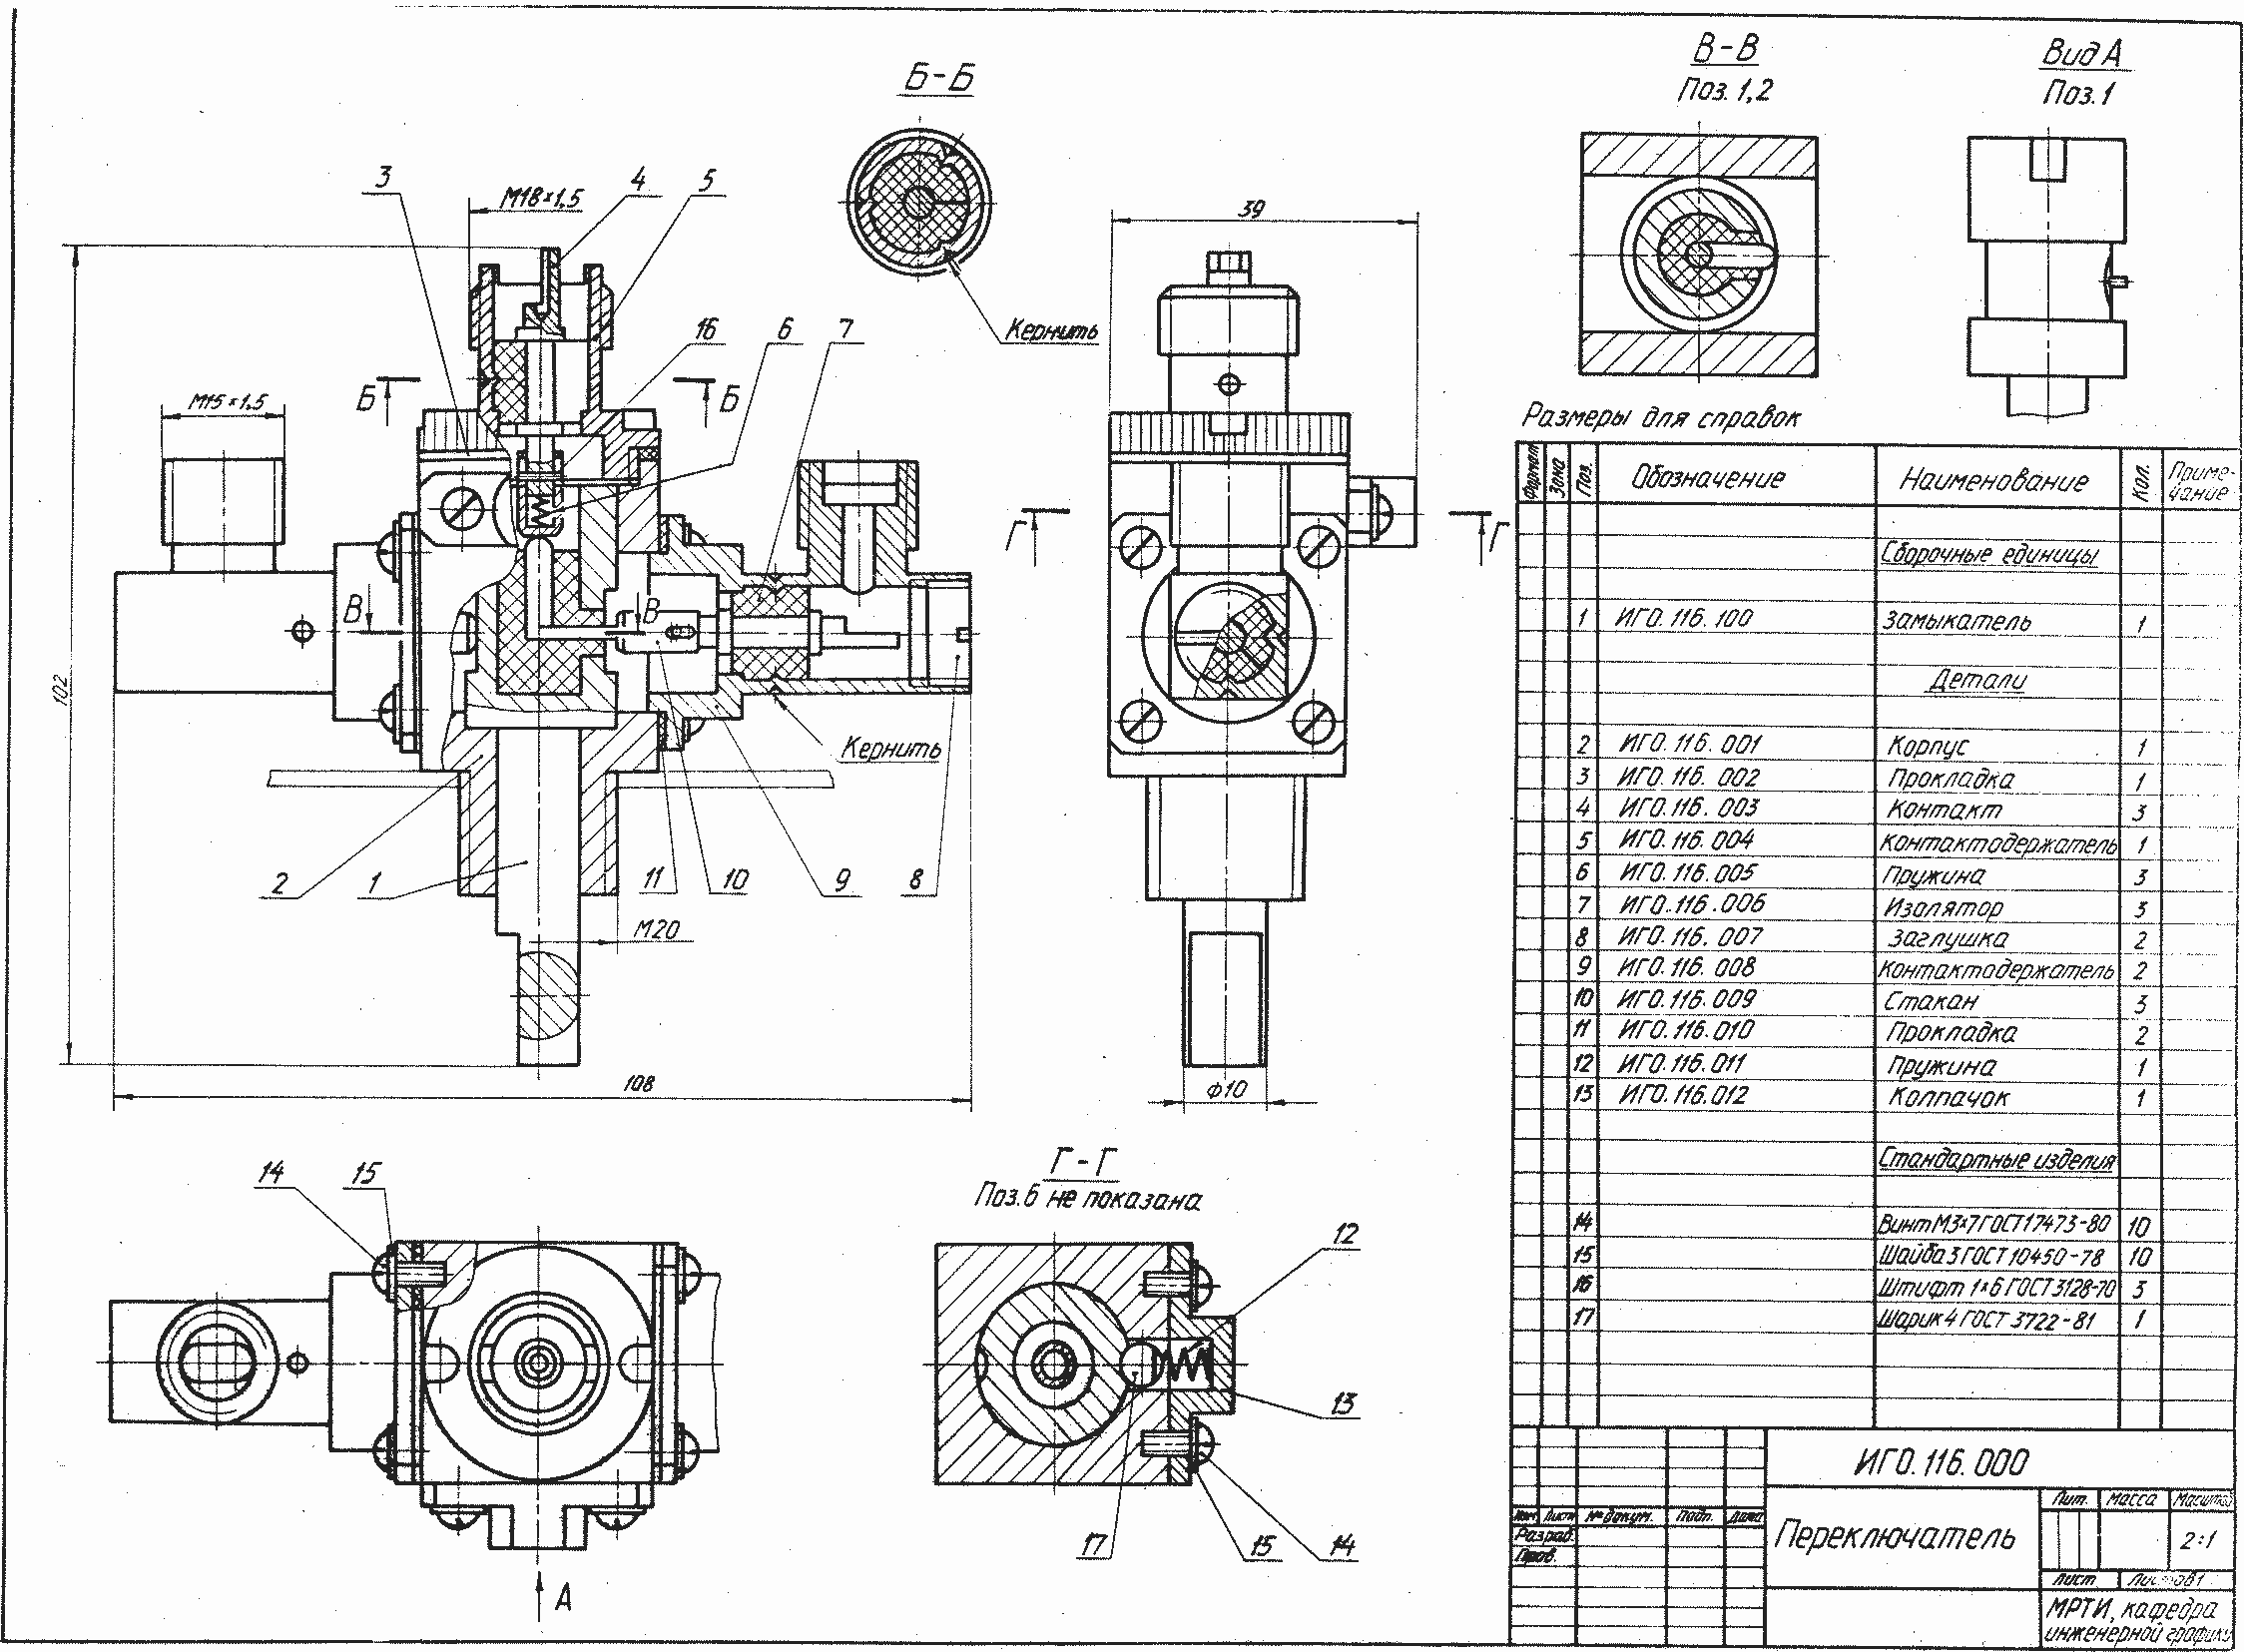 Б-Б
В-В
Поз. 1,2
Вид А
Поз.1
3
М18×1,5
4
5
39
Кернить
16
6
7
Б
Б
М15×1,5
Г
Г
В
В
102
Кернить
2
1
11
10
9
8
М20
108
Ф10
14
15
Г-Г
Поз.6 не показана
12
13
17
15
14
А
Размеры для справок
Формат
Зона
Поз.
Обозначение
Наименование
Кол.
Приме-
чание
Сборочные единицы
1 ИГО.116.100 Замыкатель 1
Детали
2 ИГО.116.001 Корпус 1
3 ИГО.116.002 Прокладка 1
4 ИГО.116.003 Контакт 3
5 ИГО.116.004 Контактодержатель 1
6 ИГО.116.005 Пружина 3
7 ИГО.116.006 Изолятор 3
8 ИГО.116.007 Заглушка 2
9 ИГО.116.008 Контактодержатель 2
10 ИГО.116.009 Стакан 3
11 ИГО.116.010 Прокладка 2
12 ИГО.116.011 Пружина 1
13 ИГО.116.012 Колпачок 1
Стандартные изделия
14 Винт М3×7 ГОСТ 17473-80 10
15 Шайба 3 ГОСТ 10450-78 10
16 Штифт 1×6 ГОСТ 3128-70 3
17 Шарик 4 ГОСТ 3722-81 1
ИГО.116.000
Изм. Лист № докум. Подп. Дата
Разраб.
Пров.
Переключатель
Лит. Масса Масштаб
2:1
Лист Листов 1
МРТИ, кафедра
инженерной графики